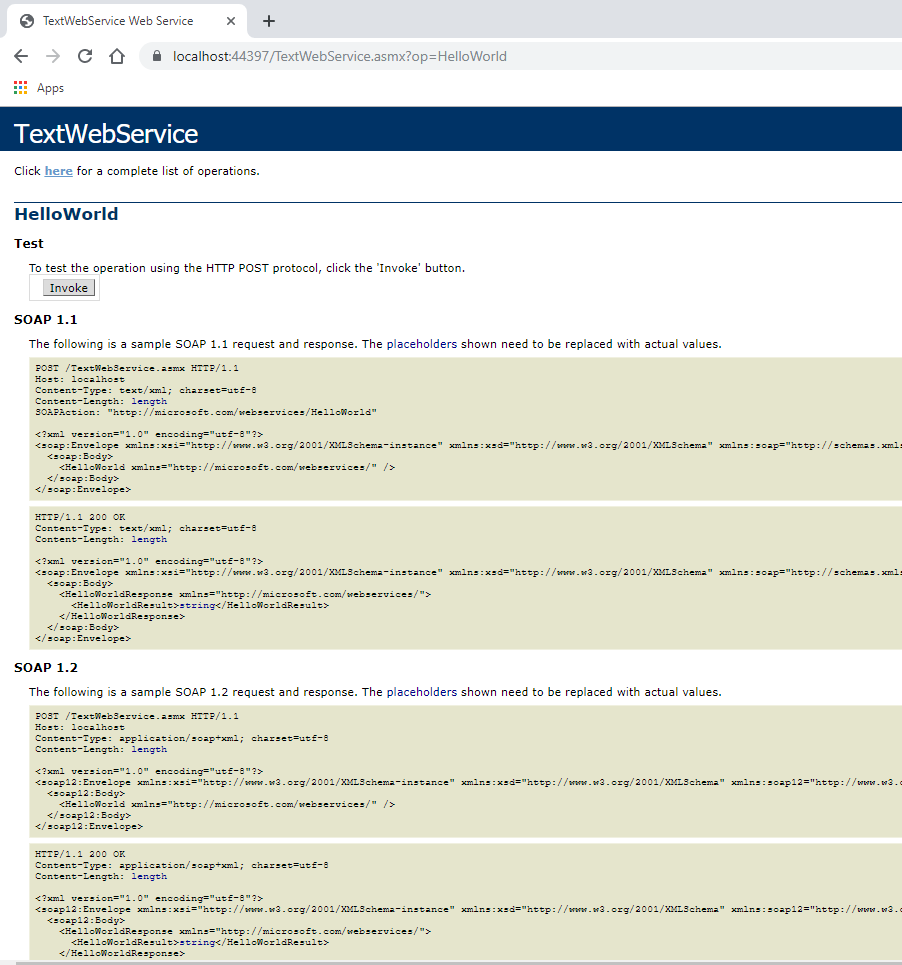 TextWebService Web Service
localhost:44397/TextWebService.asmx?op=HelloWorld
Apps
TextWebService
Click here for a complete list of operations.
HelloWorld
Test
To test the operation using the HTTP POST protocol, click the 'Invoke' button.
Invoke
SOAP 1.1
The following is a sample SOAP 1.1 request and response. The placeholders shown need to be replaced with actual values.
POST /TextWebService.asmx HTTP/1.1
Host: localhost
Content-Type: text/xml; charset=utf-8
Content-Length: length
SOAPAction: "http://microsoft.com/webservices/HelloWorld"
<?xml version="1.0" encoding="utf-8"?>
<soap:Envelope xmlns:xsi="http://www.w3.org/2001/XMLSchema-instance" xmlns:xsd="http://www.w3.org/2001/XMLSchema" xmlns:soap="http://schemas.xmls
<soap:Body>
<HelloWorld xmlns="http://microsoft.com/webservices/" />
</soap:Body>
</soap:Envelope>
HTTP/1.1 200 OK
Content-Type: text/xml; charset=utf-8
Content-Length: length
<?xml version="1.0" encoding="utf-8"?>
<soap:Envelope xmlns:xsi="http://www.w3.org/2001/XMLSchema-instance" xmlns:xsd="http://www.w3.org/2001/XMLSchema" xmlns:soap="http://schemas.xmls
<soap:Body>
<HelloWorldResponse xmlns="http://microsoft.com/webservices/">
<HelloWorldResult>string</HelloWorldResult>
</HelloWorldResponse>
</soap:Body>
</soap:Envelope>
SOAP 1.2
The following is a sample SOAP 1.2 request and response. The placeholders shown need to be replaced with actual values.
POST /TextWebService.asmx HTTP/1.1
Host: localhost
Content-Type: application/soap+xml; charset=utf-8
Content-Length: length
<?xml version="1.0" encoding="utf-8"?>
<soap12:Envelope xmlns:xsi="http://www.w3.org/2001/XMLSchema-instance" xmlns:xsd="http://www.w3.org/2001/XMLSchema" xmlns:soap12="http://www.w3.o
<soap12:Body>
<HelloWorld xmlns="http://microsoft.com/webservices/" />
</soap12:Body>
</soap12:Envelope>
HTTP/1.1 200 OK
Content-Type: application/soap+xml; charset=utf-8
Content-Length: length
<?xml version="1.0" encoding="utf-8"?>
<soap12:Envelope xmlns:xsi="http://www.w3.org/2001/XMLSchema-instance" xmlns:xsd="http://www.w3.org/2001/XMLSchema" xmlns:soap12="http://www.w3.o
<soap12:Body>
<HelloWorldResponse xmlns="http://microsoft.com/webservices/">
<HelloWorldResult>string</HelloWorldResult>
</HelloWorldResponse>